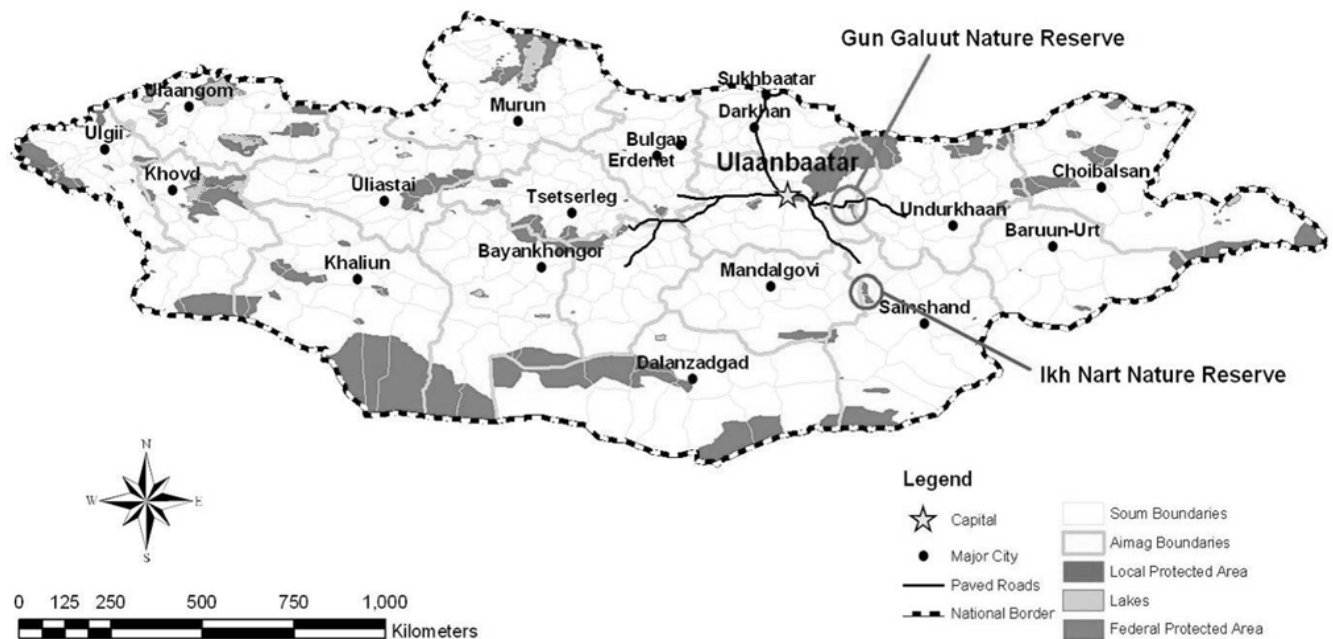 Gun Galuut Nature Reserve
Sukhbaatar
Ulaangom
Murun
Darkhan
Ulgii
Bulgan
Erdenet
Ulaanbaatar
Khovd
Uliastai
Tsetserleg
Choibalsan
Undurkhaan
Baruun-Urt
Bayankhongor
Khaliun
Mandalgovi
Sainshand
Dalanzadgad
Ikh Nart Nature Reserve
N
W
E
S
Legend
Capital
Major City
Paved Roads
National Border
Soum Boundaries
Aimag Boundaries
Local Protected Area
Lakes
Federal Protected Area
0 125 250 500 750 1,000
Kilometers